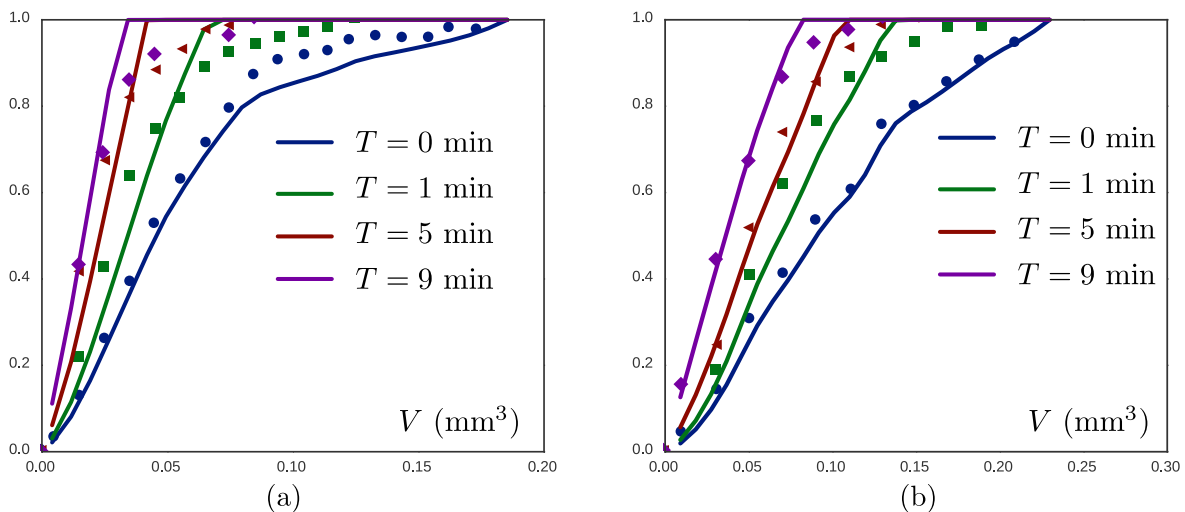 1.0
0.8
0.6
0.4
0.2
0.0
0.00 0.05 0.10 0.15 0.20
T = 0 min
T = 1 min
T = 5 min
T = 9 min
V (mm³)
(a)
1.0
0.8
0.6
0.4
0.2
0.0
0.00 0.05 0.10 0.15 0.20 0.30
T = 0 min
T = 1 min
T = 5 min
T = 9 min
V (mm³)
(b)